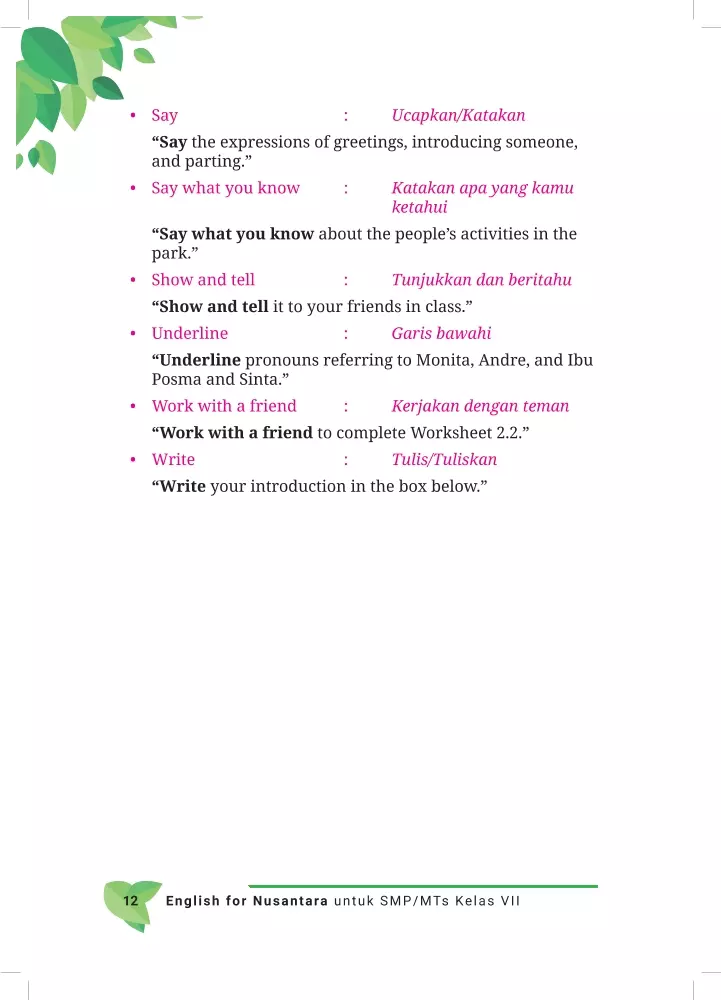 • Say : Ucapkan/Katakan
“Say the expressions of greetings, introducing someone,
and parting.”
• Say what you know : Katakan apa yang kamu
ketahui
“Say what you know about the people’s activities in the
park.”
• Show and tell : Tunjukkan dan beritahu
“Show and tell it to your friends in class.”
• Underline : Garis bawahi
“Underline pronouns referring to Monita, Andre, and Ibu
Posma and Sinta.”
• Work with a friend : Kerjakan dengan teman
“Work with a friend to complete Worksheet 2.2.”
• Write : Tulis/Tuliskan
“Write your introduction in the box below.”
12 English for Nusantara untuk SMP/MTs Kelas VII